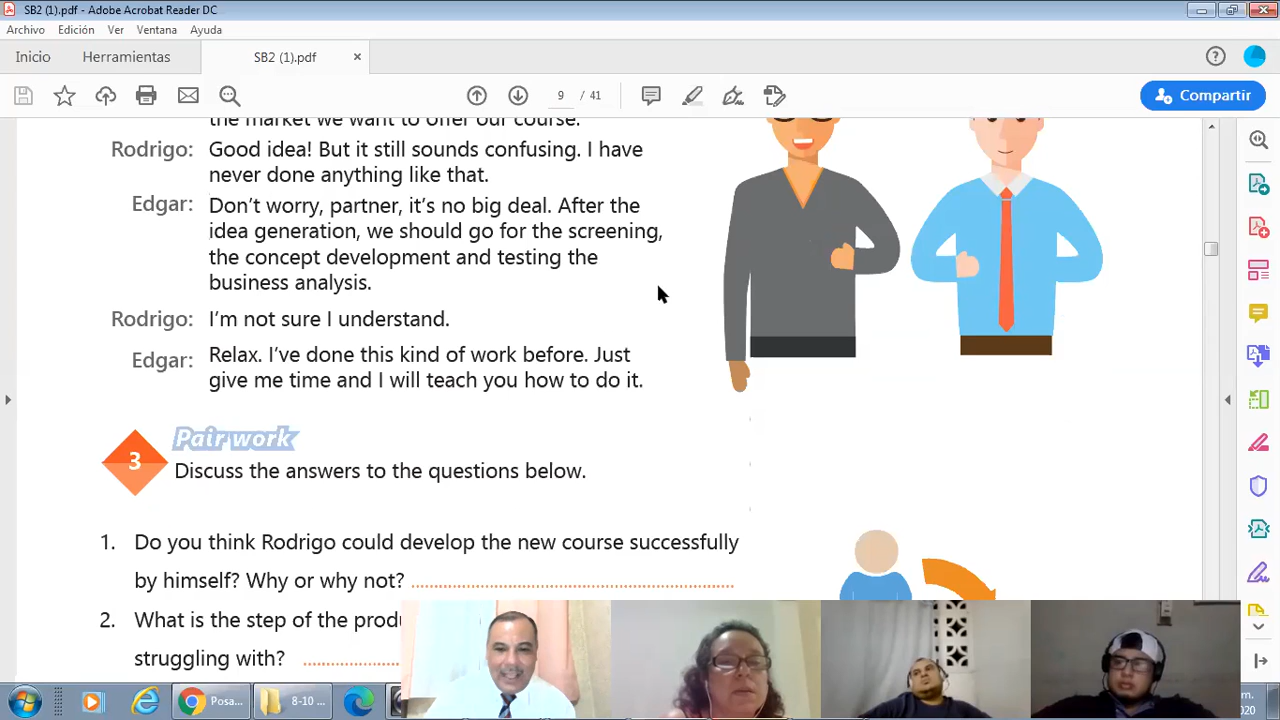 SB2 (1).pdf - Adobe Acrobat Reader DC
Archivo Edición Ver Ventana Ayuda
Inicio Herramientas SB2 (1).pdf ×
9 / 41
Compartir
the market we want to offer our course.
Rodrigo: Good idea! But it still sounds confusing. I have
never done anything like that.
Edgar: Don't worry, partner, it's no big deal. After the
idea generation, we should go for the screening,
the concept development and testing the
business analysis.
Rodrigo: I'm not sure I understand.
Edgar: Relax. I've done this kind of work before. Just
give me time and I will teach you how to do it.
3 Pair work
Discuss the answers to the questions below.
1. Do you think Rodrigo could develop the new course successfully
by himself? Why or why not?
2. What is the step of the produ
struggling with?
Posa... 8-10 ... m.
2020